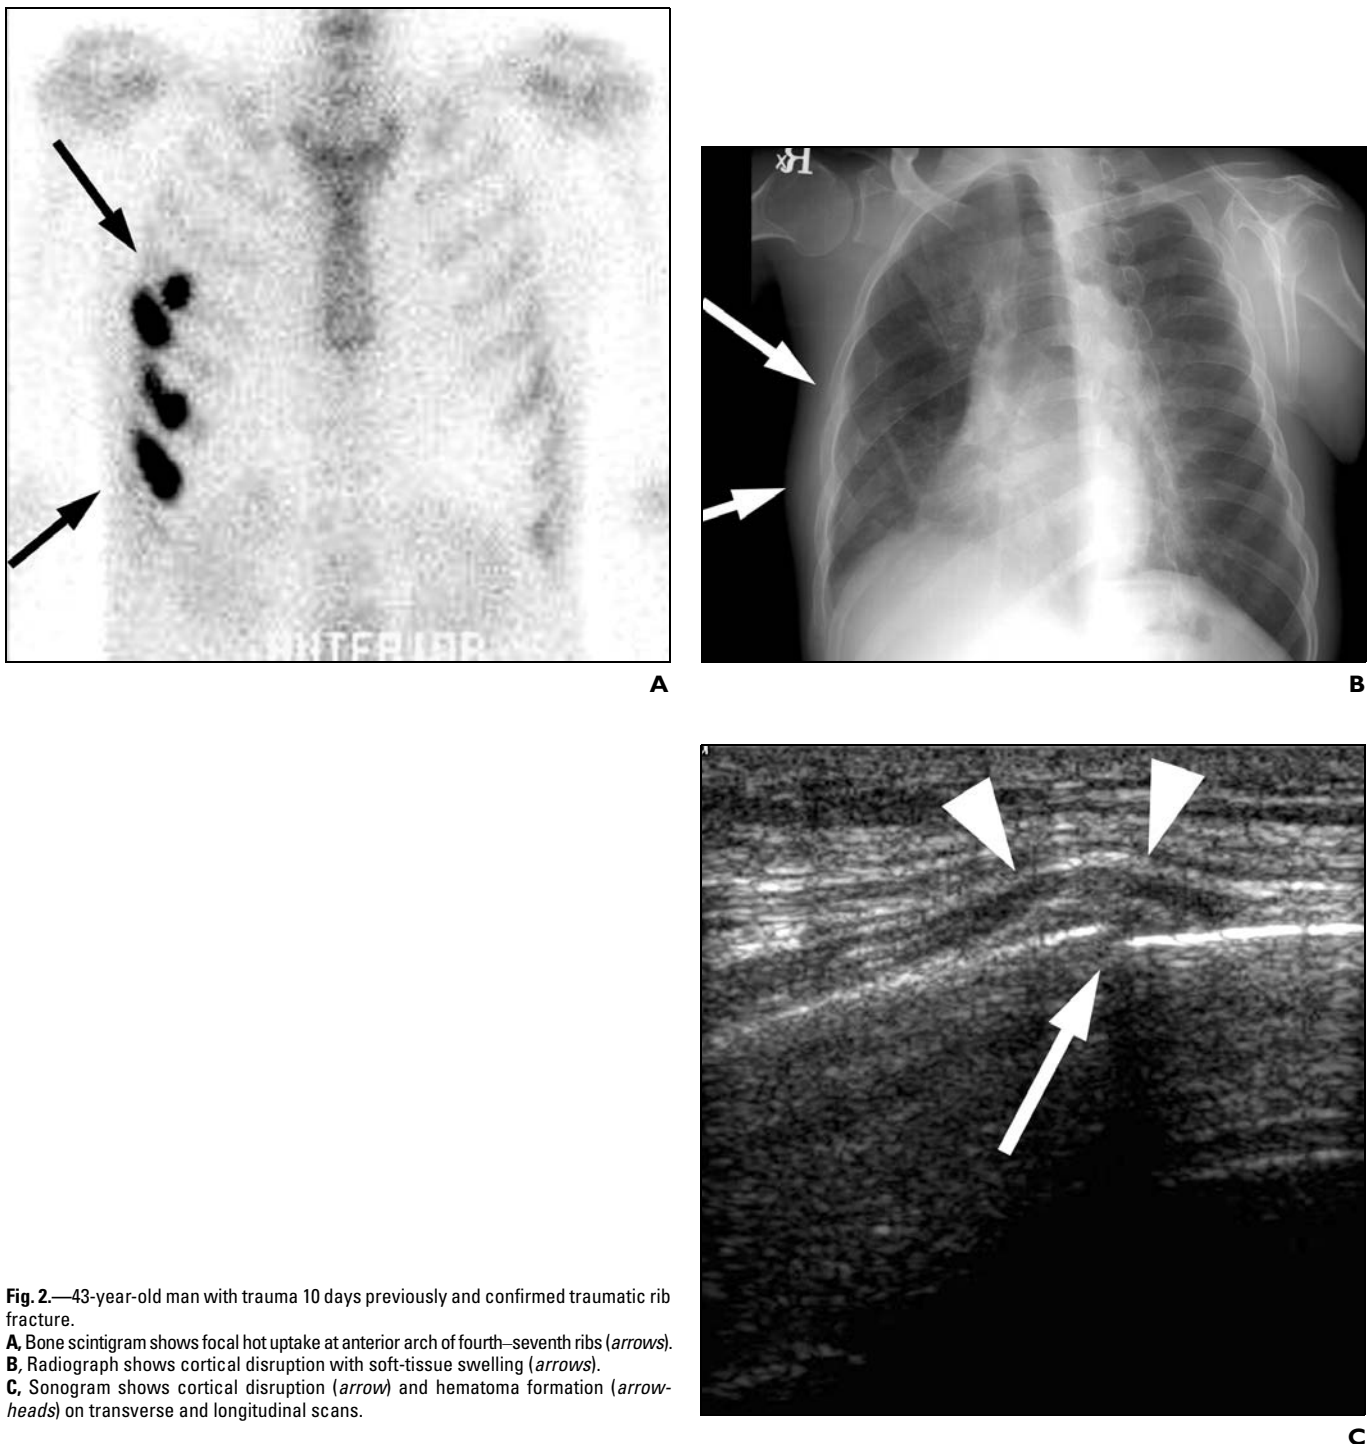 R
x
ANTERIOR
A
B
C
Fig. 2.—43-year-old man with trauma 10 days previously and confirmed traumatic rib
fracture.
A, Bone scintigram shows focal hot uptake at anterior arch of fourth–seventh ribs (arrows).
B, Radiograph shows cortical disruption with soft-tissue swelling (arrows).
C, Sonogram shows cortical disruption (arrow) and hematoma formation (arrow-
heads) on transverse and longitudinal scans.